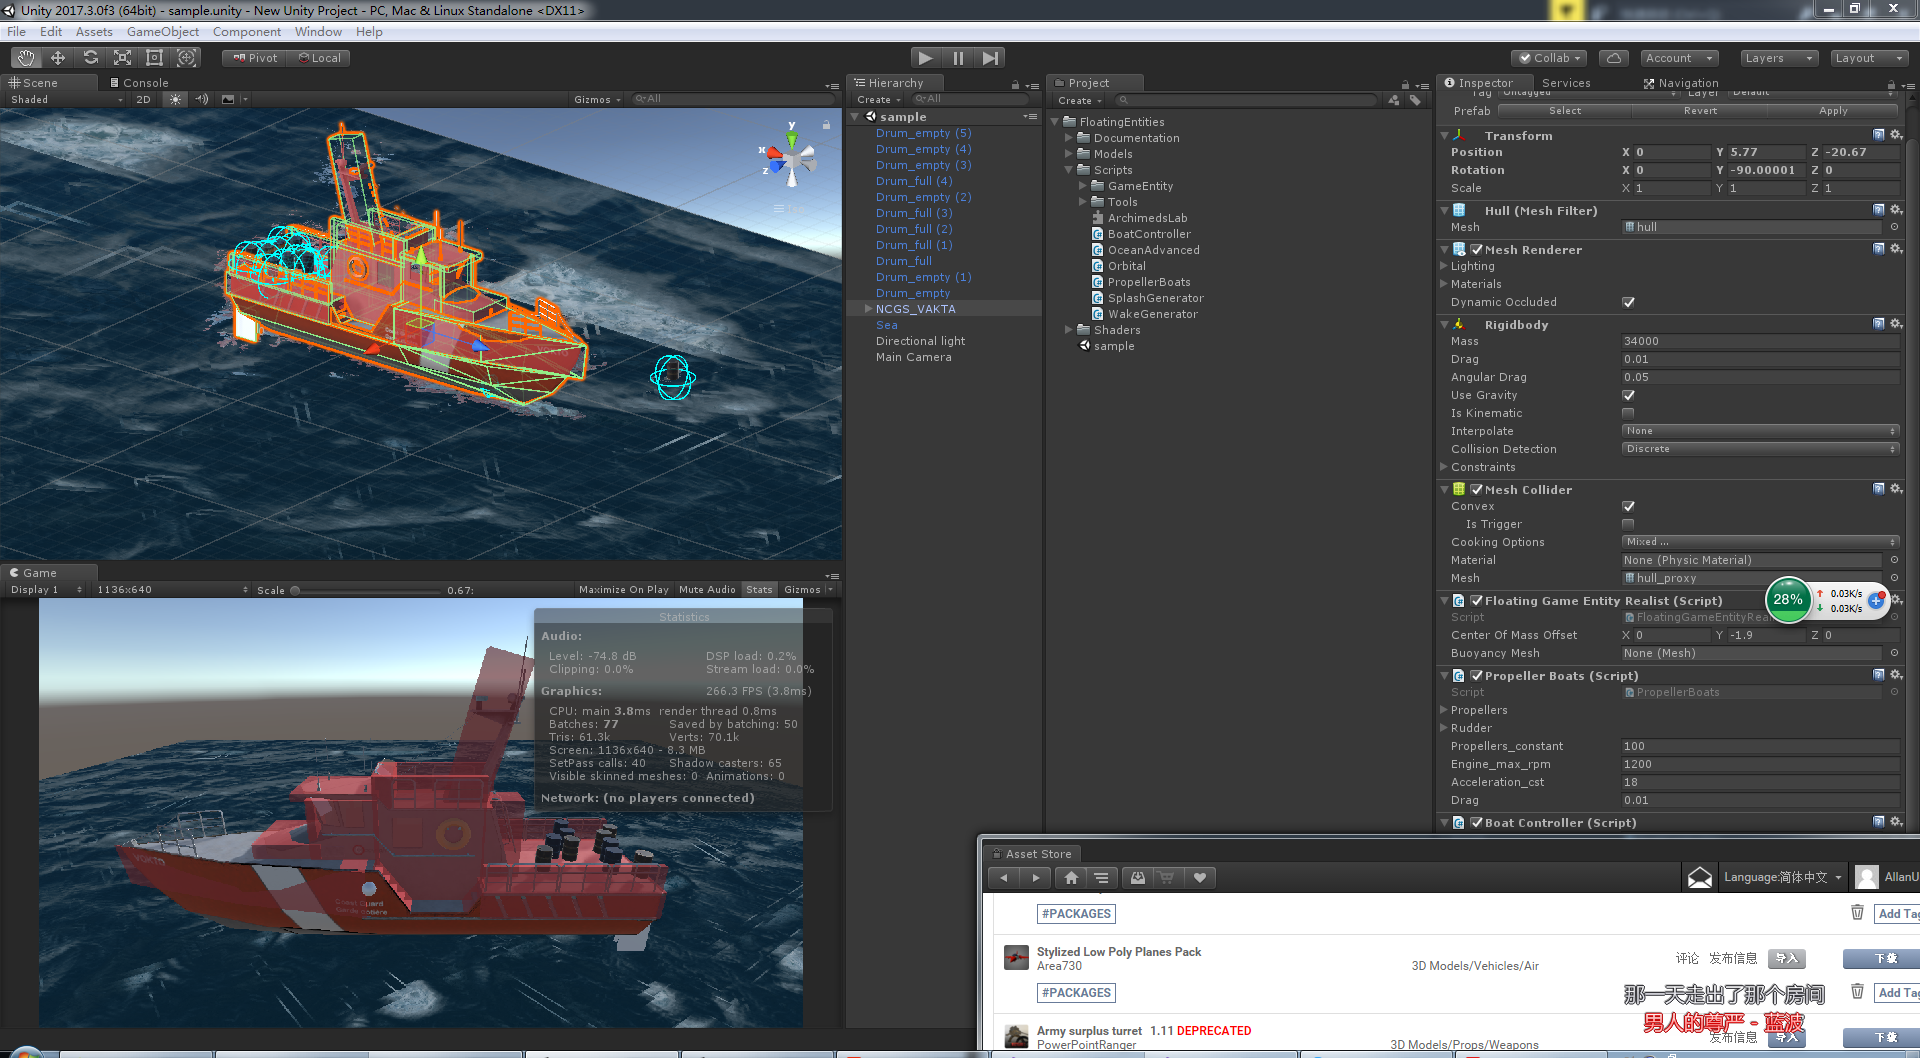 Unity 2017.3.0f3 (64bit) - sample.unity - New Unity Project - PC, Mac & Linux Standalone <DX11>
File Edit Assets GameObject Component Window Help
Pivot Local
Collab Account Layers Layout
Scene Console
Shaded 2D Gizmos All
y
x
z
Game
Display 1 1136x640 Scale 0.67: Maximize On Play Mute Audio Stats Gizmos
Statistics
Audio:
Level: -74.8 dB DSP load: 0.2%
Clipping: 0.0% Stream load: 0.0%
Graphics: 266.3 FPS (3.8ms)
CPU: main 3.8ms render thread 0.8ms
Batches: 77 Saved by batching: 50
Tris: 61.3k Verts: 70.1k
Screen: 1136x640 - 8.3 MB
SetPass calls: 40 Shadow casters: 65
Visible skinned meshes: 0 Animations: 0
Network: (no players connected)
VAKTA
Hierarchy
Create All
sample
Drum_empty (5)
Drum_empty (4)
Drum_empty (3)
Drum_full (4)
Drum_empty (2)
Drum_full (3)
Drum_full (2)
Drum_full (1)
Drum_full
Drum_empty (1)
Drum_empty
NCGS_VAKTA
Sea
Directional light
Main Camera
Project
Create
FloatingEntities
Documentation
Models
Scripts
GameEntity
Tools
ArchimedsLab
BoatController
OceanAdvanced
Orbital
PropellerBoats
SplashGenerator
WakeGenerator
Shaders
sample
Inspector Services Navigation
Tag Untagged Layer Default
Prefab Select Revert Apply
Transform
Position X 0 Y 5.77 Z -20.67
Rotation X 0 Y -90.00001 Z 0
Scale X 1 Y 1 Z 1
Hull (Mesh Filter)
Mesh hull
Mesh Renderer
Lighting
Materials
Dynamic Occluded
Rigidbody
Mass 34000
Drag 0.01
Angular Drag 0.05
Use Gravity
Is Kinematic
Interpolate None
Collision Detection Discrete
Constraints
Mesh Collider
Convex
Is Trigger
Cooking Options Mixed ...
Material None (Physic Material)
Mesh hull_proxy
Floating Game Entity Realist (Script)
Script FloatingGameEntityRea
28% 0.03K/s
0.03K/s
Center Of Mass Offset X 0 Y -1.9 Z 0
Buoyancy Mesh None (Mesh)
Propeller Boats (Script)
Script PropellerBoats
Propellers
Rudder
Propellers_constant 100
Engine_max_rpm 1200
Acceleration_cst 18
Drag 0.01
Boat Controller (Script)
Asset Store
Language:简体中文 AllanU
#PACKAGES Add Tag
Stylized Low Poly Planes Pack
Area730 3D Models/Vehicles/Air 评论 发布信息 导入 下载
#PACKAGES Add Tag
那一天走出了那个房间
男人的尊严 - 蓝波
Army surplus turret 1.11 DEPRECATED
PowerPointRanger 3D Models/Props/Weapons 发布信息 导入 下载